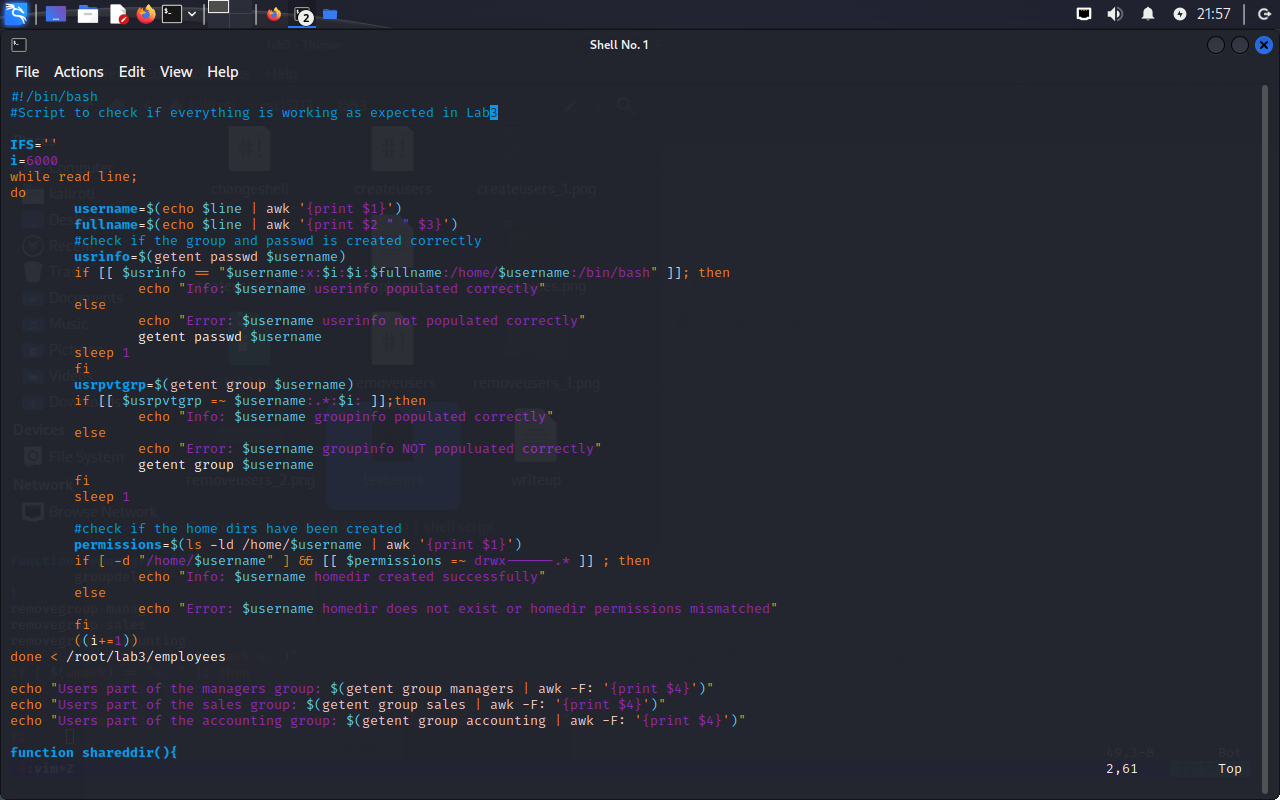 2
21:57
Shell No. 1
File Actions Edit View Help
#!/bin/bash
#Script to check if everything is working as expected in Lab3
IFS=''
i=6000
while read line;
do
username=$(echo $line | awk '{print $1}')
fullname=$(echo $line | awk '{print $2 " " $3}')
#check if the group and passwd is created correctly
usrinfo=$(getent passwd $username)
if [[ $usrinfo == "$username:x:$i:$i:$fullname:/home/$username:/bin/bash" ]]; then
echo "Info: $username userinfo populated correctly"
else
echo "Error: $username userinfo not populated correctly"
getent passwd $username
sleep 1
fi
usrpvtgrp=$(getent group $username)
if [[ $usrpvtgrp =~ $username:.*:$i: ]];then
echo "Info: $username groupinfo populated correctly"
else
echo "Error: $username groupinfo NOT populuated correctly"
getent group $username
fi
sleep 1
#check if the home dirs have been created
permissions=$(ls -ld /home/$username | awk '{print $1}')
if [ -d "/home/$username" ] && [[ $permissions =~ drwx------.* ]] ; then
echo "Info: $username homedir created successfully"
else
echo "Error: $username homedir does not exist or homedir permissions mismatched"
fi
((i+=1))
done < /root/lab3/employees
echo "Users part of the managers group: $(getent group managers | awk -F: '{print $4}')"
echo "Users part of the sales group: $(getent group sales | awk -F: '{print $4}')"
echo "Users part of the accounting group: $(getent group accounting | awk -F: '{print $4}')"
function shareddir(){
2,61 Top